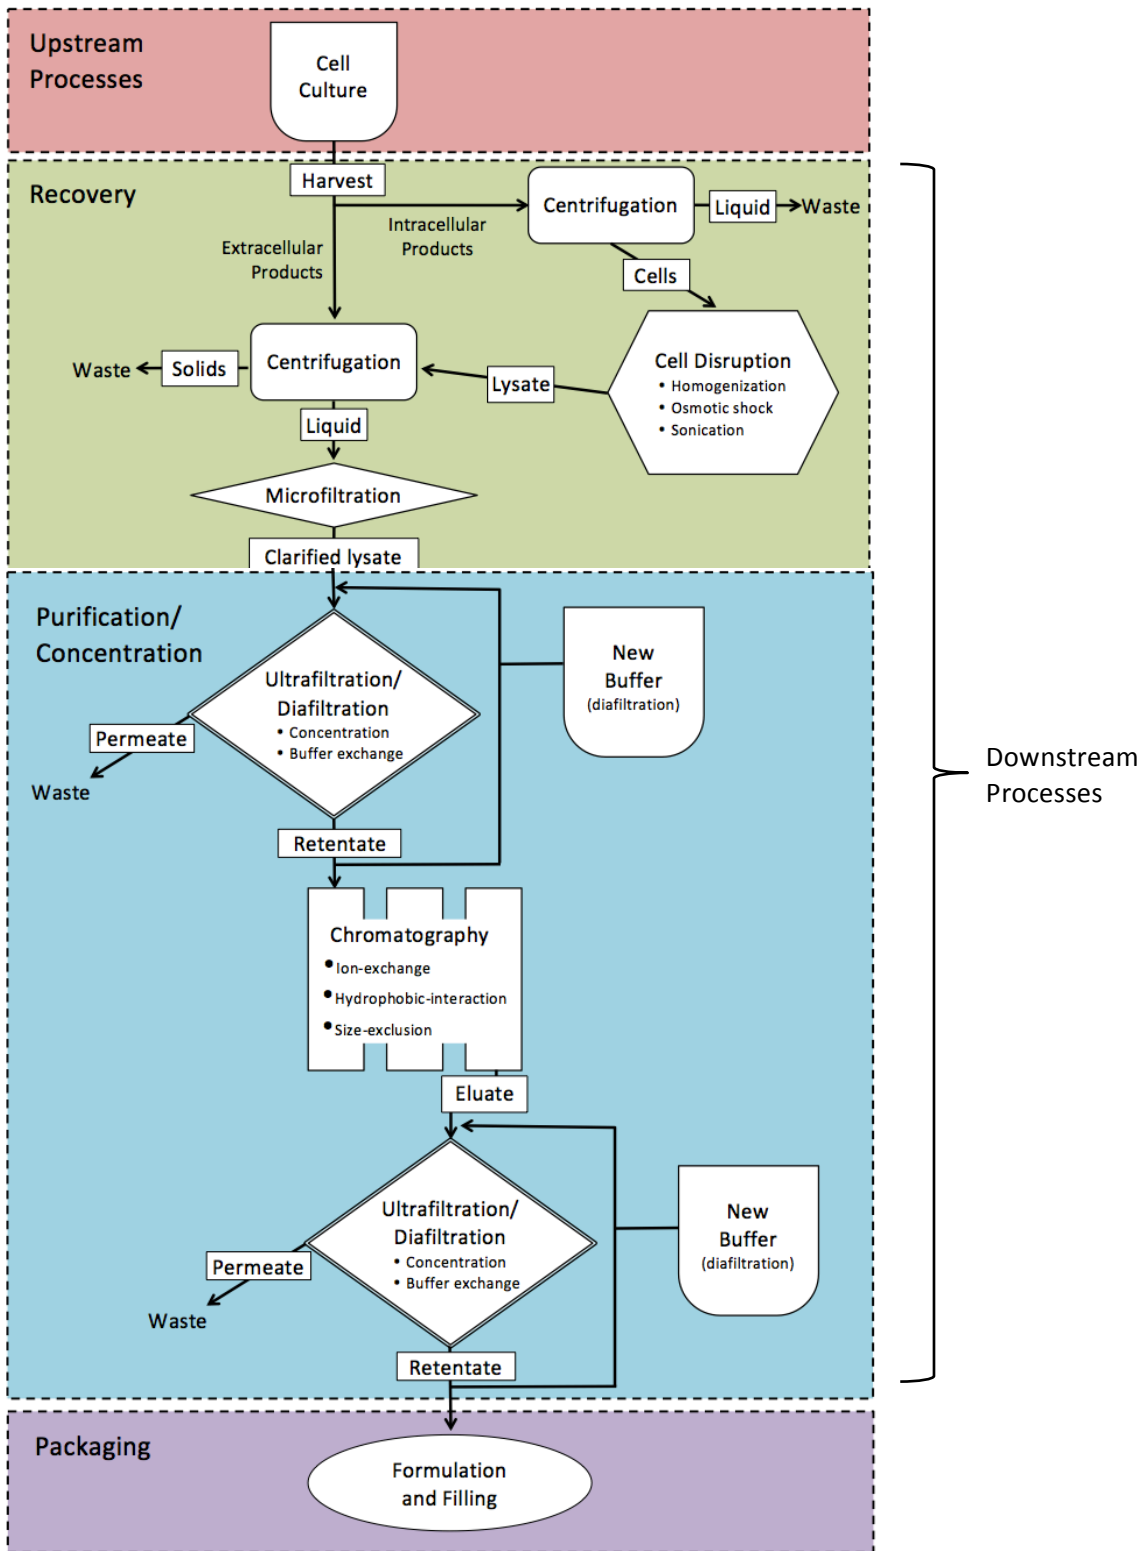 Upstream
Processes
Cell
Culture
Harvest
Recovery
Centrifugation
Liquid
Waste
Intracellular
Products
Extracellular
Products
Cells
Centrifugation
Solids
Waste
Lysate
Cell Disruption
• Homogenization
• Osmotic shock
• Sonication
Liquid
Microfiltration
Clarified lysate
Purification/
Concentration
Ultrafiltration/
Diafiltration
• Concentration
• Buffer exchange
New
Buffer
(diafiltration)
Permeate
Waste
Retentate
Downstream
Processes
Chromatography
•Ion-exchange
•Hydrophobic-interaction
•Size-exclusion
Eluate
Ultrafiltration/
Diafiltration
• Concentration
• Buffer exchange
New
Buffer
(diafiltration)
Permeate
Waste
Retentate
Packaging
Formulation
and Filling